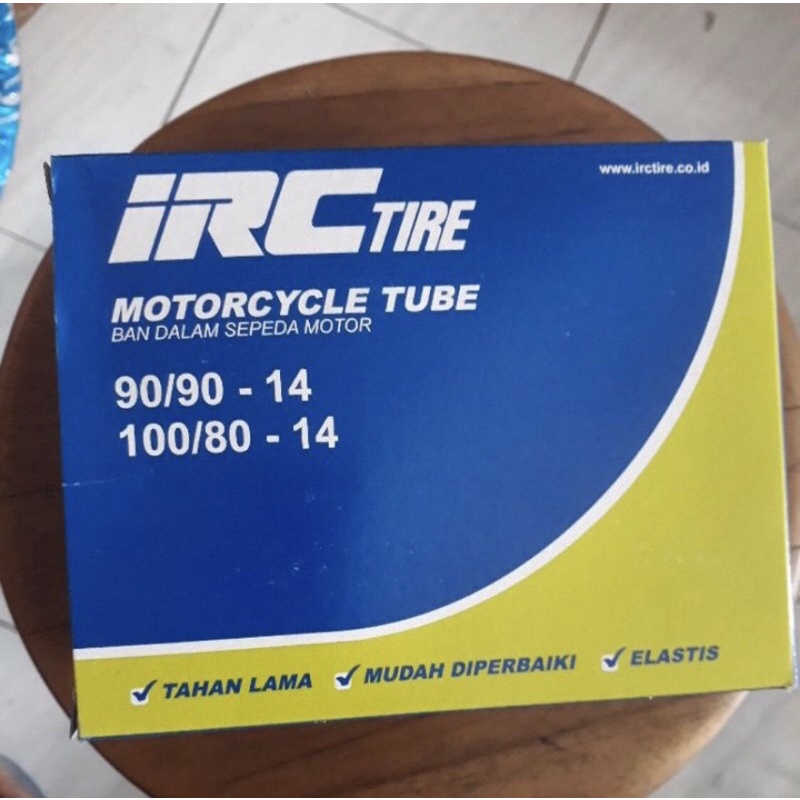 www.irctire.co.id
iRC TIRE
MOTORCYCLE TUBE
BAN DALAM SEPEDA MOTOR
90/90 - 14
100/80 - 14
TAHAN LAMA MUDAH DIPERBAIKI ELASTIS